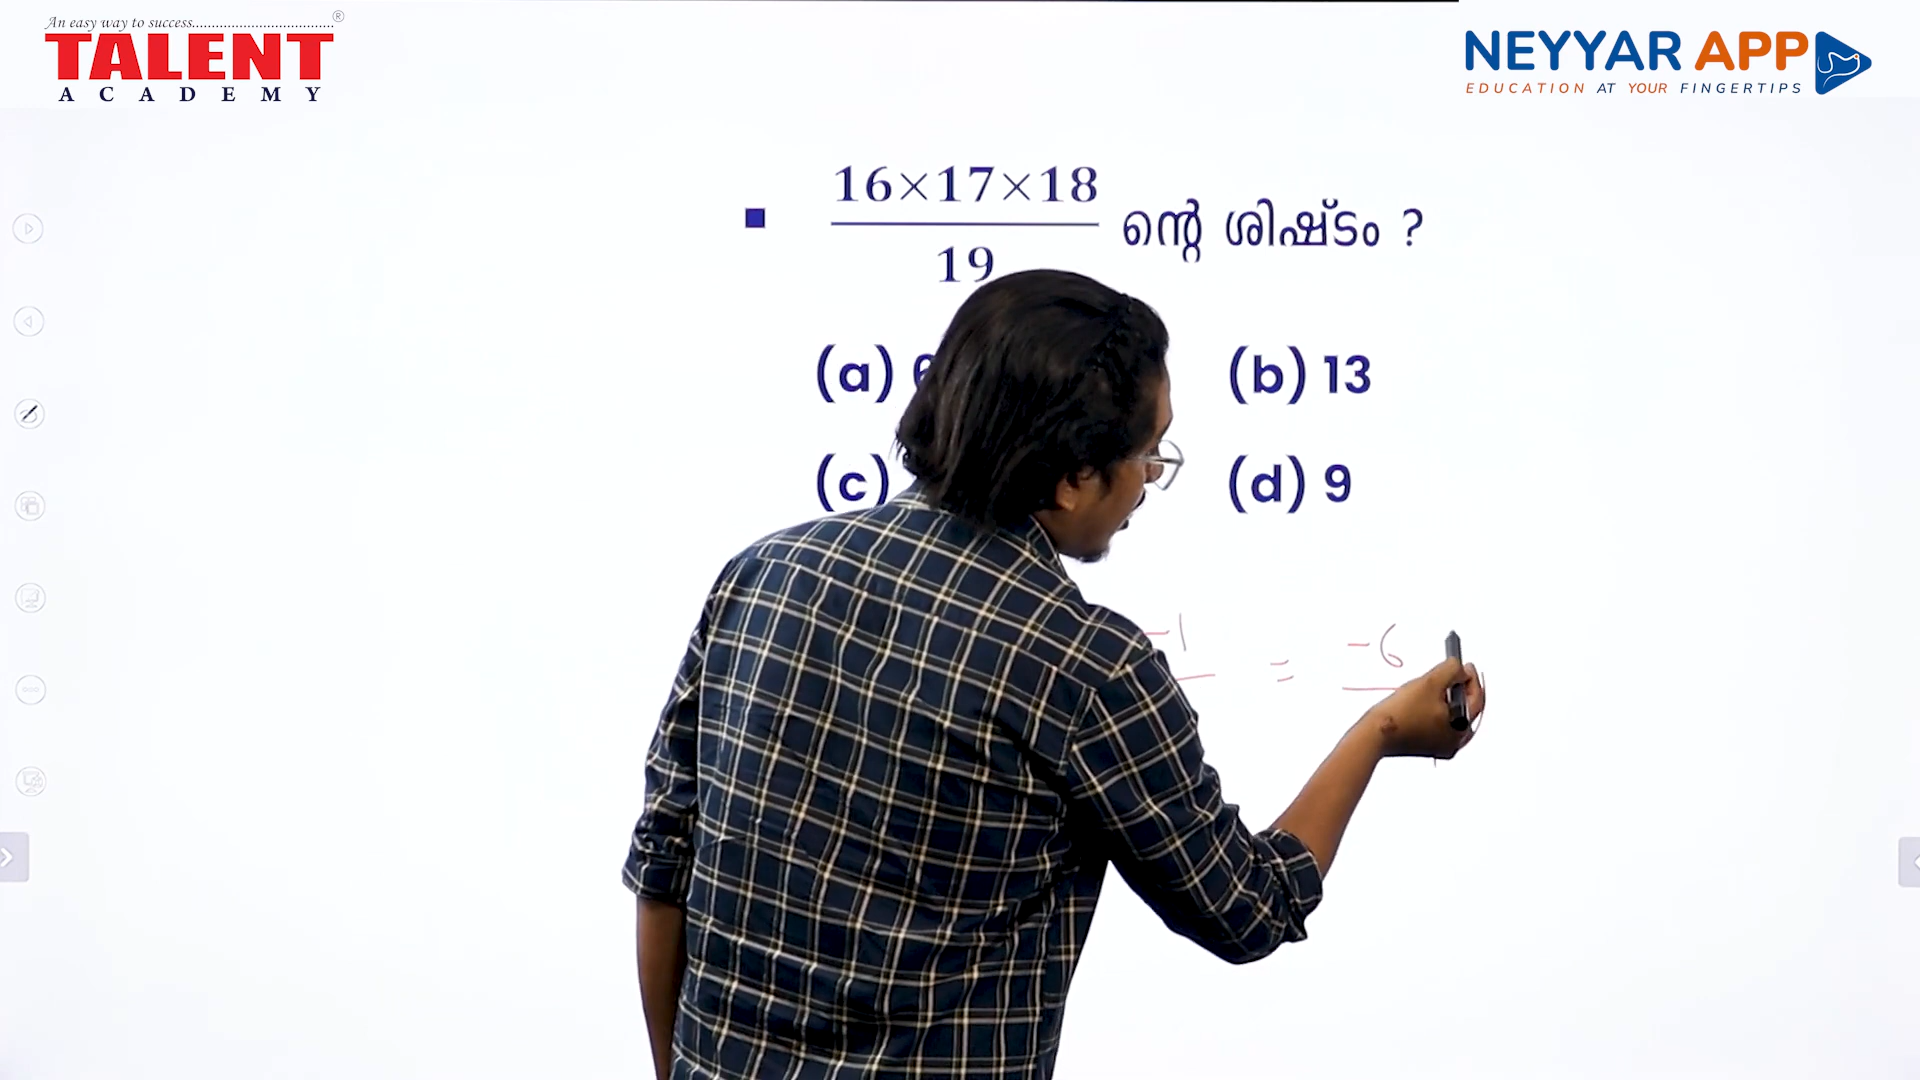 An easy way to success
TALENT
ACADEMY
NEYYAR APP
EDUCATION AT YOUR FINGERTIPS
16×17×18
19
ന്റെ ശിഷ്ടം ?
(a)
(b) 13
(c)
(d) 9
-1
= -6